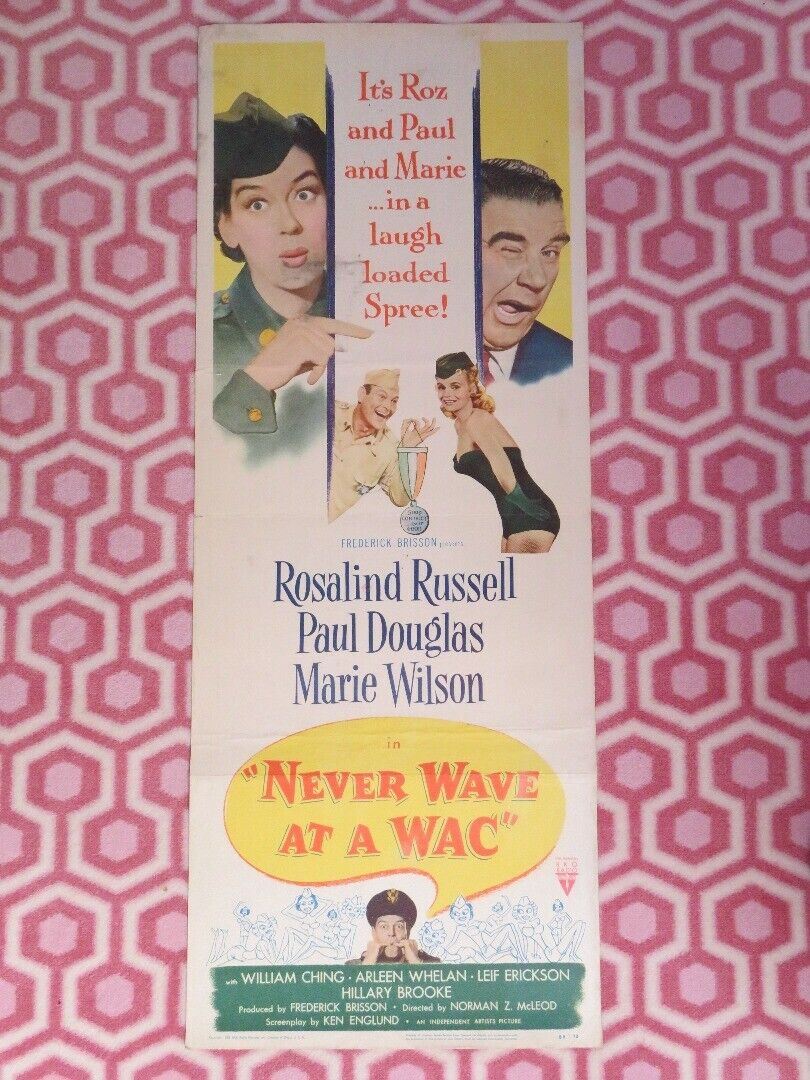 It's Roz
and Paul
and Marie
...in a
laugh
loaded
Spree!
FREDERICK BRISSON presents
Rosalind Russell
Paul Douglas
Marie Wilson
in
"NEVER WAVE
AT A WAC"
RKO
RADIO
with WILLIAM CHING · ARLEEN WHELAN · LEIF ERICKSON
HILLARY BROOKE
Produced by FREDERICK BRISSON · Directed by NORMAN Z. McLEOD
Screenplay by KEN ENGLUND · AN INDEPENDENT ARTISTS PICTURE